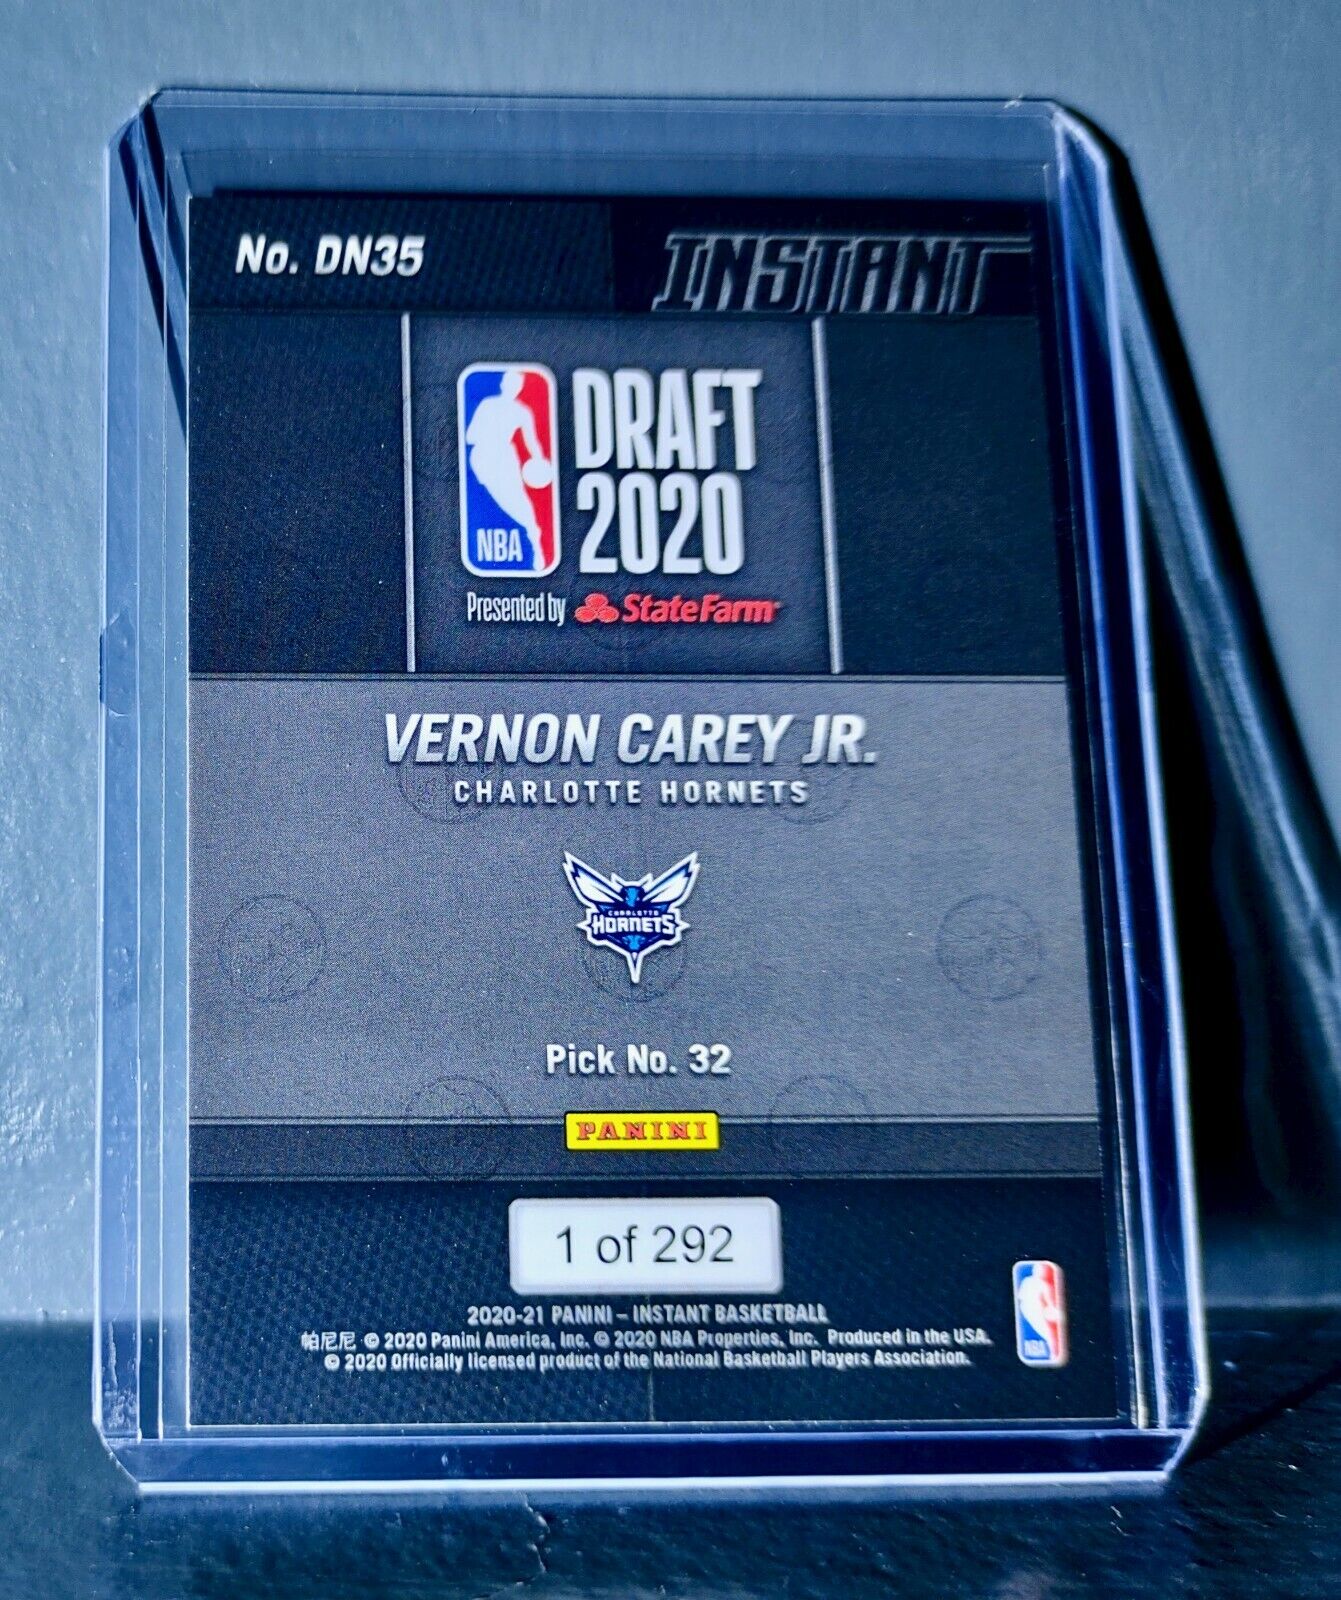 No. DN35
INSTANT
DRAFT
2020
NBA
Presented by StateFarm
VERNON CAREY JR.
CHARLOTTE HORNETS
CHARLOTTE
HORNETS
Pick No. 32
PANINI
1 of 292
2020-21 PANINI – INSTANT BASKETBALL
帕尼尼 © 2020 Panini America, Inc. © 2020 NBA Properties, Inc. Produced in the USA.
© 2020 Officially licensed product of the National Basketball Players Association.
NBA